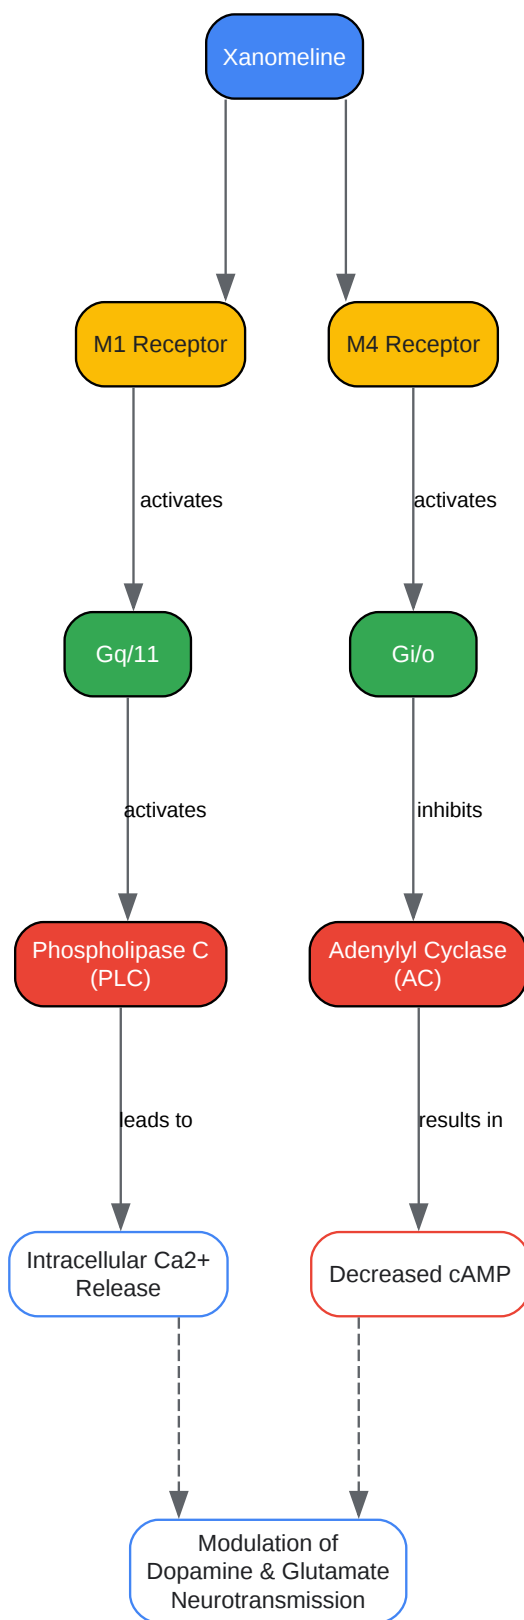 Xanomeline
M1 Receptor
M4 Receptor
activates
activates
Gq/11
Gi/o
activates
inhibits
Phospholipase C
(PLC)
Adenylyl Cyclase
(AC)
leads to
results in
Intracellular Ca2+
Release
Decreased cAMP
Modulation of
Dopamine & Glutamate
Neurotransmission